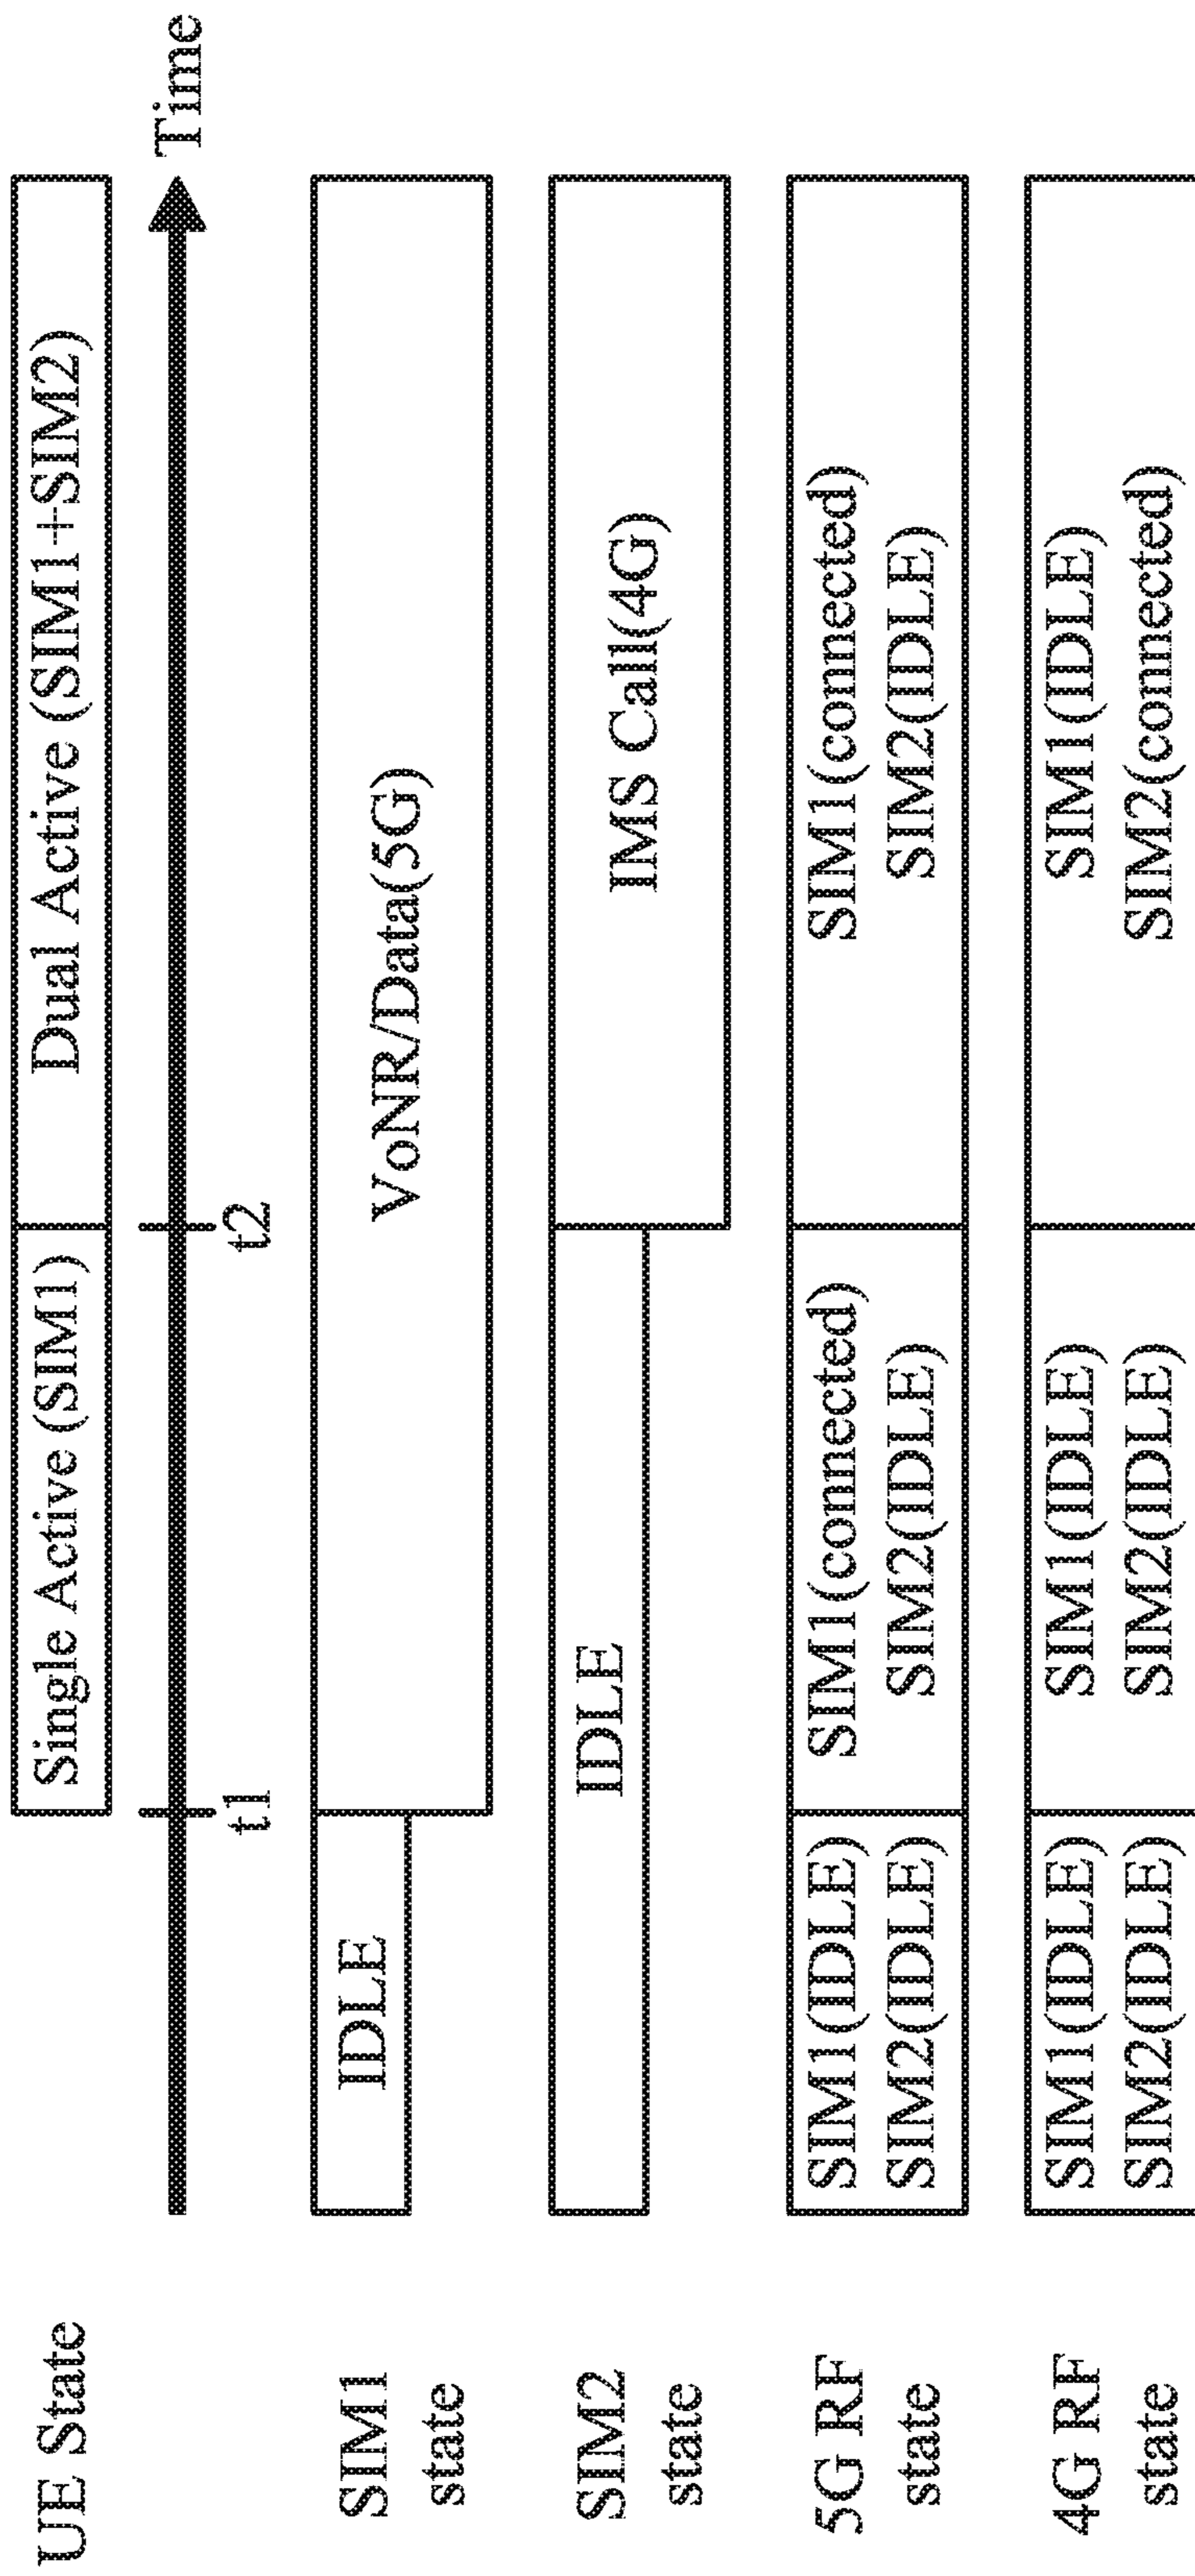 UE State
Single Active (SIM1)
Dual Active (SIM1+SIM2)
t1
t2
Time
SIM1
state
IDLE
VoNR/Data(5G)
SIM2
state
IDLE
IMS Call(4G)
5G RF
state
SIM1(IDLE)
SIM2(IDLE)
SIM1(connected)
SIM2(IDLE)
SIM1(connected)
SIM2(IDLE)
4G RF
state
SIM1(IDLE)
SIM2(IDLE)
SIM1(IDLE)
SIM2(IDLE)
SIM1(IDLE)
SIM2(connected)